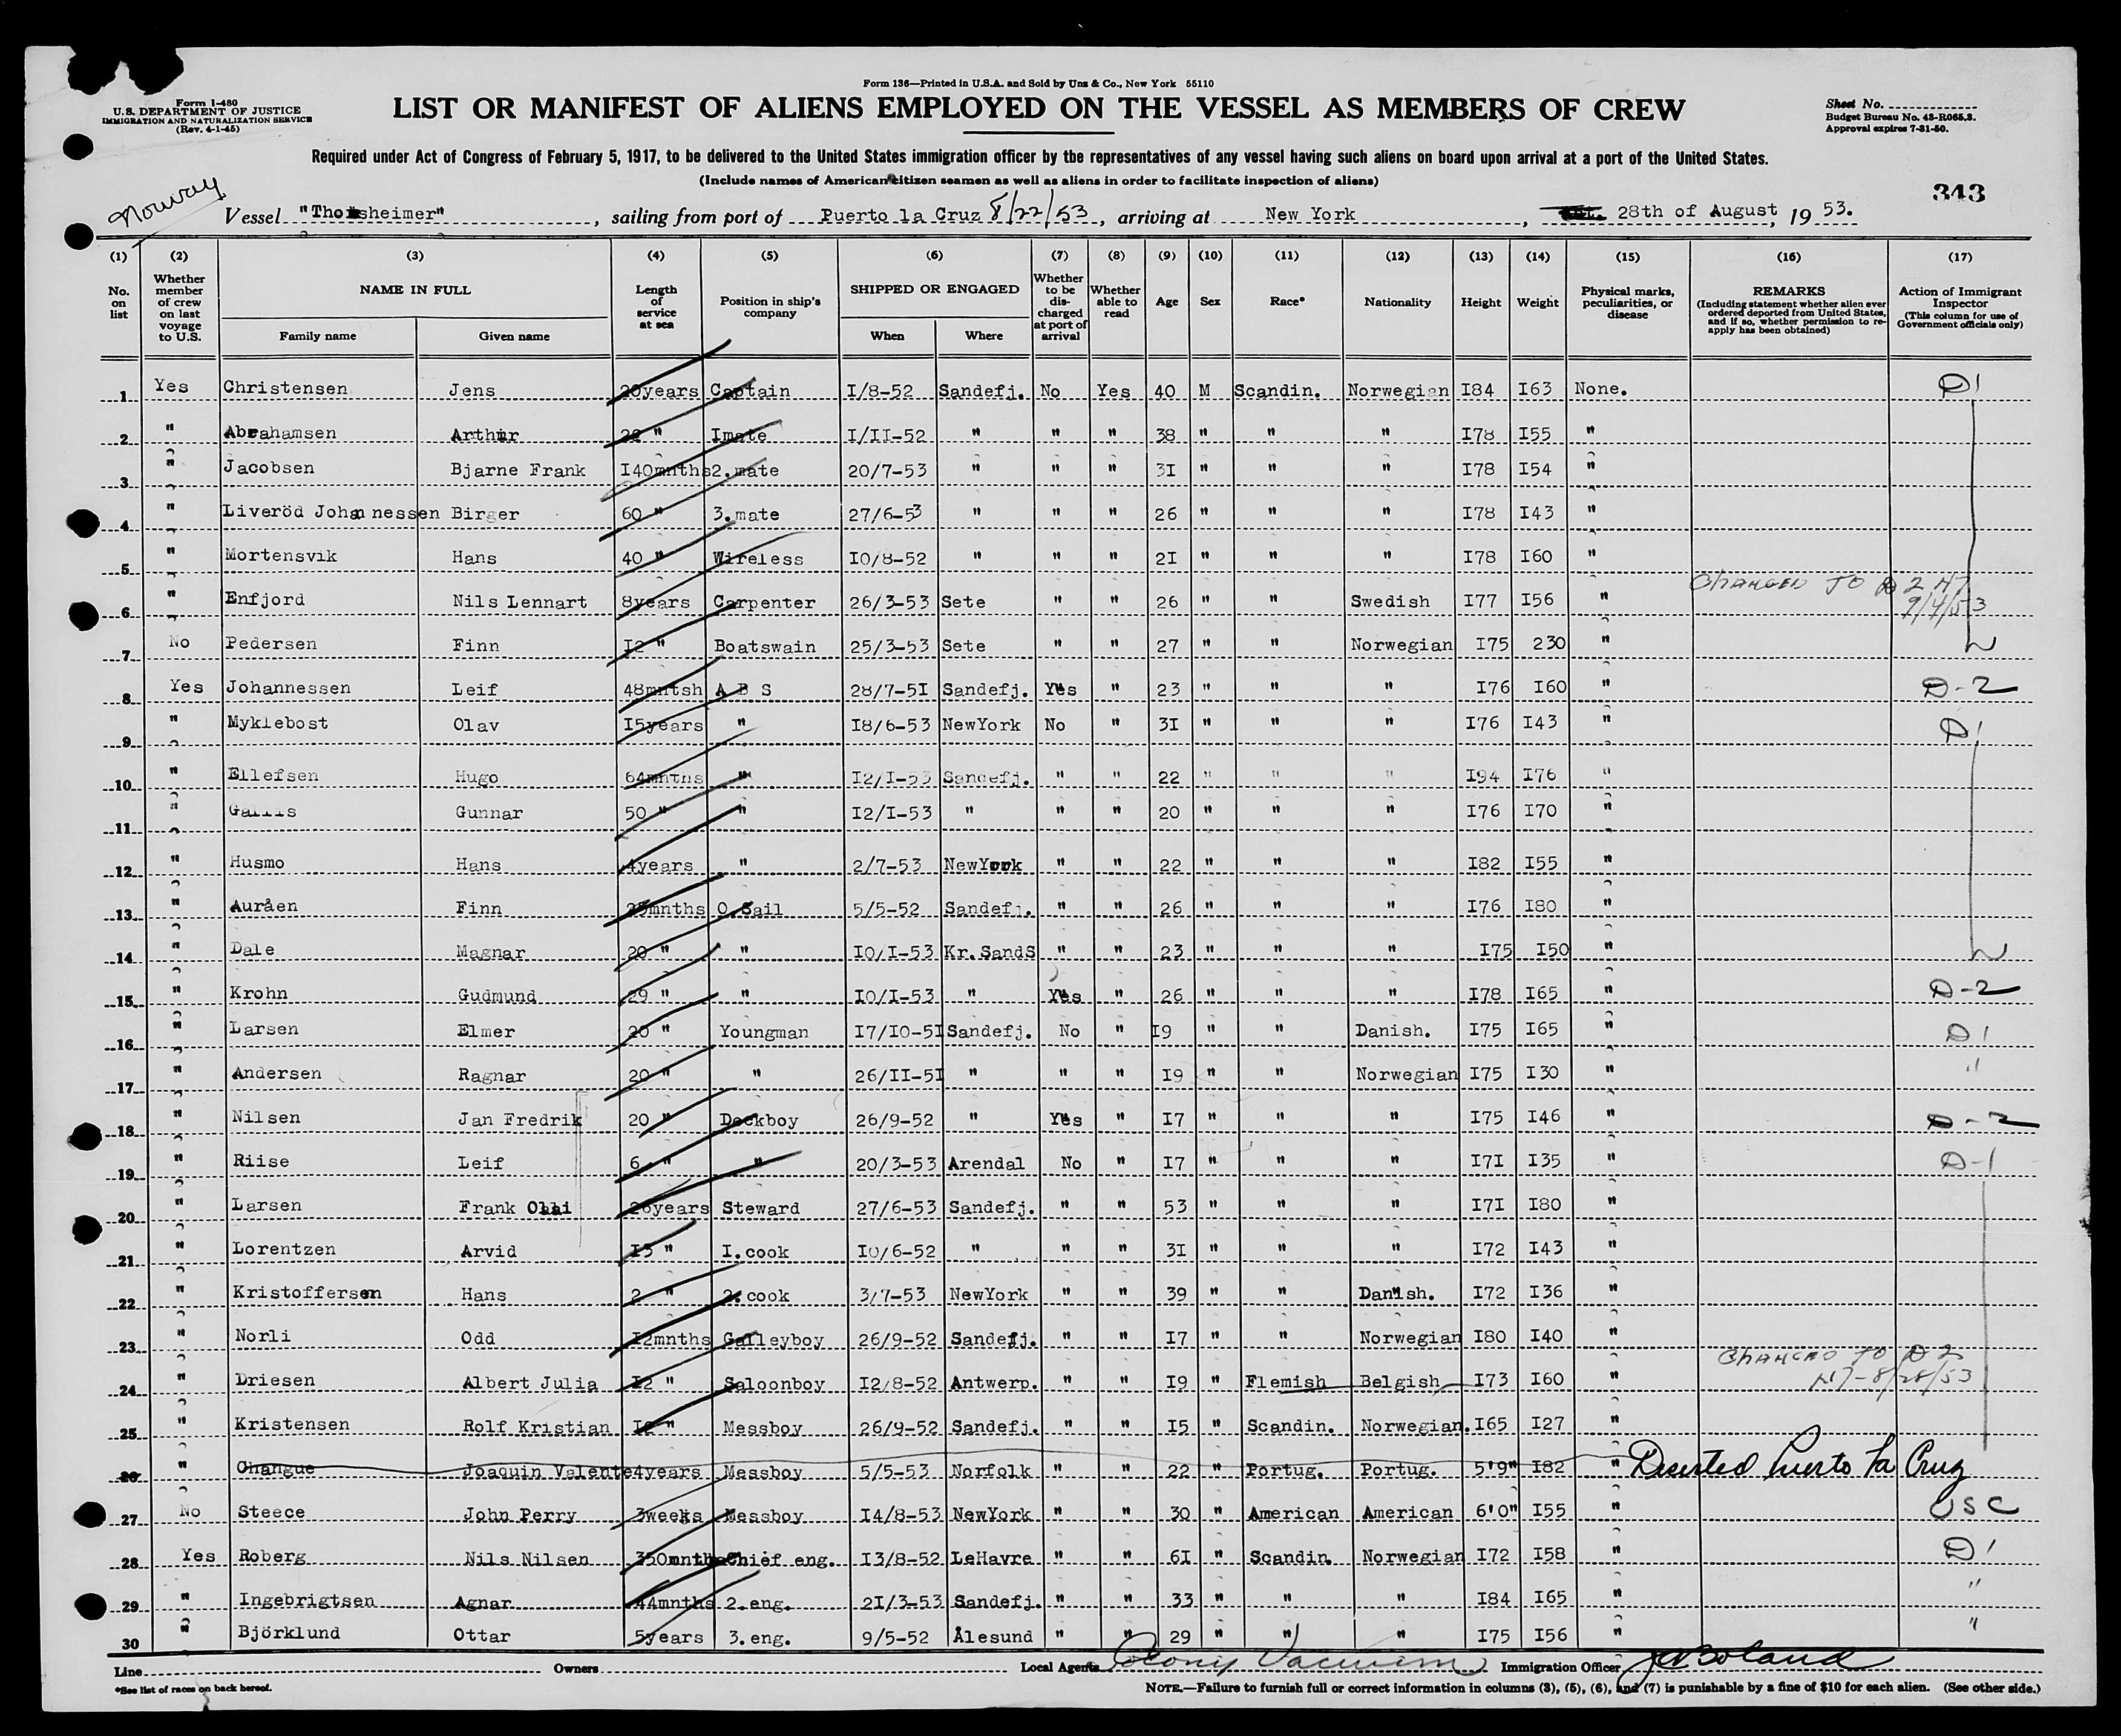 Form 136—Printed in U.S.A. and Sold by Unz & Co., New York 55110
Form I-480
U.S. DEPARTMENT OF JUSTICE
IMMIGRATION AND NATURALIZATION SERVICE
(Rev. 4-1-45)
LIST OR MANIFEST OF ALIENS EMPLOYED ON THE VESSEL AS MEMBERS OF CREW
Sheet No.
Budget Bureau No. 43-R065.3.
Approval expires 7-31-50.
Required under Act of Congress of February 5, 1917, to be delivered to the United States immigration officer by the representatives of any vessel having such aliens on board upon arrival at a port of the United States.
(Include names of American citizen seamen as well as aliens in order to facilitate inspection of aliens)
343
Norway
Vessel "Thorsheimer", sailing from port of Puerto la Cruz 8/22/53, arriving at New York, 28th of August, 19 53.
(1) (2) (3) (4) (5) (6) (7) (8) (9) (10) (11) (12) (13) (14) (15) (16) (17)
No. on list
Whether member of crew on last voyage to U.S.
NAME IN FULL
Family name Given name
Length of service at sea
Position in ship's company
SHIPPED OR ENGAGED
When Where
Whether to be discharged at port of arrival
Whether able to read
Age
Sex
Race*
Nationality
Height
Weight
Physical marks, peculiarities, or disease
REMARKS
(Including statement whether alien ever ordered deported from United States, and if so, whether permission to re-apply has been obtained)
Action of Immigrant Inspector
(This column for use of Government officials only)
1 Yes Christensen Jens 20years Captain I/8-52 Sandefj. No Yes 40 M Scandin. Norwegian I84 I63 None. D1
2 " Abrahamsen Arthur 22 " Imate I/II-52 " " " 38 " " " I78 I55 "
3 " Jacobsen Bjarne Frank I40mnths 2.mate 20/7-53 " " " 3I " " " I78 I54 "
4 " Liveröd Johannessen Birger 60 " 3.mate 27/6-53 " " " 26 " " " I78 I43 "
5 " Mortensvik Hans 40 " Wireless I0/8-52 " " " 2I " " " I78 I60 "
Changed to D2
9/4/53
6 " Enfjord Nils Lennart 8years Carpenter 26/3-53 Sete " " 26 " " Swedish I77 I56 "
7 No Pedersen Finn I2 " Boatswain 25/3-53 Sete " " 27 " " Norwegian I75 230 "
8 Yes Johannessen Leif 48mntsh A B S 28/7-5I Sandefj. Yes " 23 " " " I76 I60 " D-2
9 " Myklebost Olav I5years " I8/6-53 NewYork No " 3I " " " I76 I43 " D1
10 " Ellefsen Hugo 64mntns " I2/I-53 Sandefj. " " 22 " " " I94 I76 "
11 " Gallis Gunnar 50 " " I2/I-53 " " " 20 " " " I76 I70 "
12 " Husmo Hans 4years " 2/7-53 NewYork " " 22 " " " I82 I55 "
13 " Auråen Finn 23mnths O.Sail 5/5-52 Sandefj. " " 26 " " " I76 I80 "
14 " Dale Magnar 20 " " I0/I-53 Kr.SandS " " 23 " " " I75 I50 "
15 " Krohn Gudmund 29 " " I0/I-53 " Yes " 26 " " " I78 I65 " D-2
16 " Larsen Elmer 20 " Youngman I7/I0-5I Sandefj. No " I9 " " Danish. I75 I65 " D1
17 " Andersen Ragnar 20 " " 26/II-5I " " " I9 " " Norwegian I75 I30 " "
18 " Nilsen Jan Fredrik 20 " Deckboy 26/9-52 " Yes " I7 " " " I75 I46 " D-2
19 " Riise Leif 6 " " 20/3-53 Arendal No " I7 " " " I7I I35 " D-1
20 " Larsen Frank 26years Steward 27/6-53 Sandefj. " " 53 " " " I7I I80 "
21 " Lorentzen Arvid I3 " I.cook I0/6-52 " " " 3I " " " I72 I43 "
22 " Kristoffersen Hans 2 " 2.cook 3/7-53 NewYork " " 39 " " Danish. I72 I36 "
23 " Norli Odd I2mnths Galleyboy 26/9-52 Sandefj. " " I7 " " Norwegian I80 I40 "
Changed to D2
8/28/53
24 " Driesen Albert Julia I2 " Saloonboy I2/8-52 Antwerp. " " I9 " Flemish Belgish I73 I60 "
25 " Kristensen Rolf Kristian I2 " Messboy 26/9-52 Sandefj. " " I5 " Scandin. Norwegian. I65 I27 "
26 " Changue Joaquin Valente 4years Messboy 5/5-53 Norfolk " " 22 " Portug. Portug. 5'9" I82 " Deserted Puerto La Cruz
27 No Steece John Perry 3weeks Messboy I4/8-53 NewYork " " 30 " American American 6'0" I55 " USC
28 Yes Roberg Nils Nilsen 350mnths Chief eng. I3/8-52 LeHavre " " 6I " Scandin. Norwegian I72 I58 " D1
29 " Ingebrigtsen Agnar 44mnths 2.eng. 2I/3-53 Sandefj. " " 33 " " " I84 I65 " "
30 " Björklund Ottar 5years 3.eng. 9/5-52 Ålesund " " 29 " " " I75 I56 " "
Line Owners Local Agents Socony Vacuum Immigration Officer J Boland
*See list of races on back hereof.
NOTE.—Failure to furnish full or correct information in columns (3), (5), (6), and (7) is punishable by a fine of $10 for each alien. (See other side.)